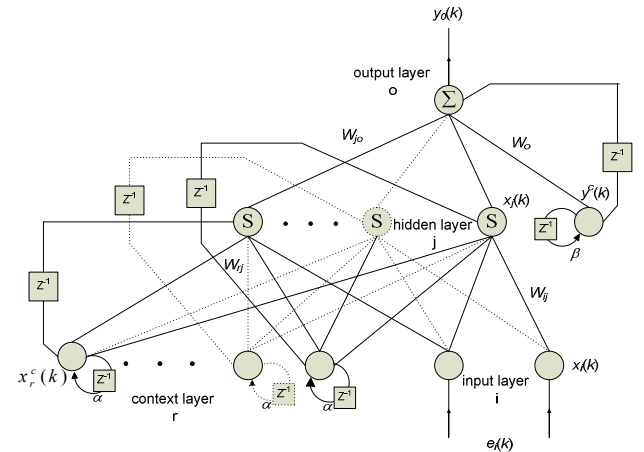 y₀(k)
output layer
o
Σ
W_jo
W_o
Z⁻¹
Z⁻¹
Z⁻¹
y^c(k)
x_j(k)
S
S
S
hidden layer
j
Z⁻¹
β
W_rj
W_ij
Z⁻¹
x_r^c(k)
Z⁻¹
α
context layer
r
Z⁻¹
α
Z⁻¹
α
input layer
i
x_i(k)
e_i(k)